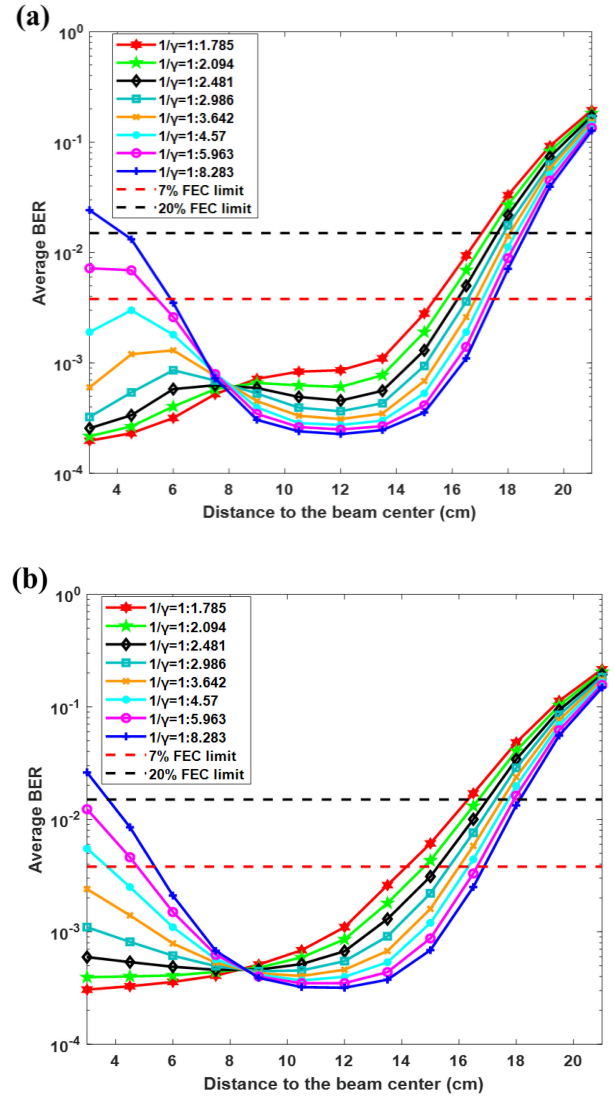 (a)
10^0
10^-1
10^-2
10^-3
10^-4
Average BER
1/γ=1:1.785
1/γ=1:2.094
1/γ=1:2.481
1/γ=1:2.986
1/γ=1:3.642
1/γ=1:4.57
1/γ=1:5.963
1/γ=1:8.283
7% FEC limit
20% FEC limit
4 6 8 10 12 14 16 18 20
Distance to the beam center (cm)
(b)
10^0
10^-1
10^-2
10^-3
10^-4
Average BER
1/γ=1:1.785
1/γ=1:2.094
1/γ=1:2.481
1/γ=1:2.986
1/γ=1:3.642
1/γ=1:4.57
1/γ=1:5.963
1/γ=1:8.283
7% FEC limit
20% FEC limit
4 6 8 10 12 14 16 18 20
Distance to the beam center (cm)